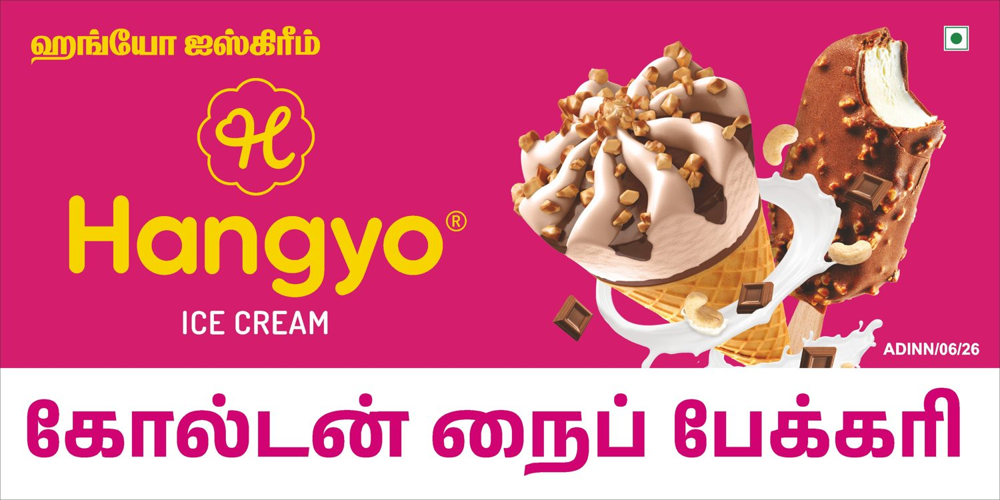 ஹங்யோ ஐஸ்கிரீம்
H
Hangyo®
ICE CREAM
ADINN/06/26
கோல்டன் நைப் பேக்கரி